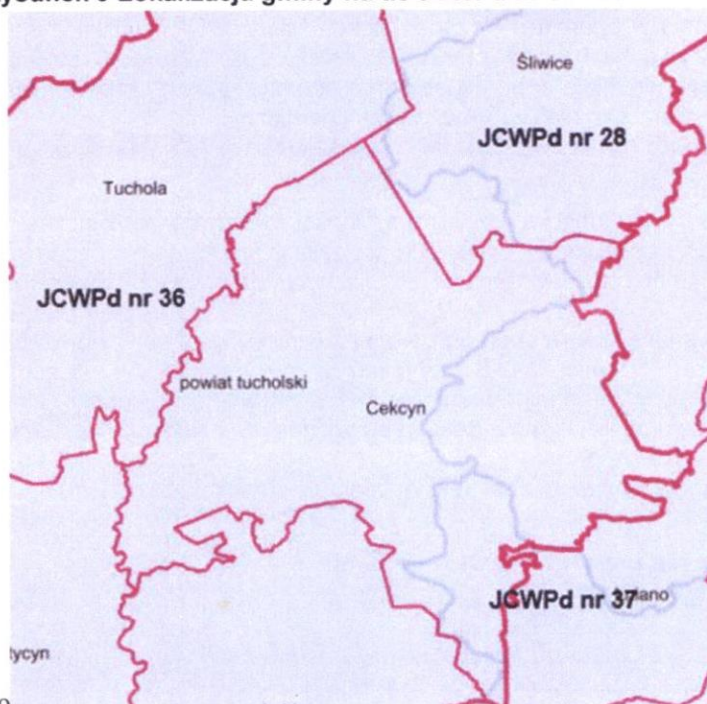 Śliwice
JCWPd nr 28
Tuchola
JCWPd nr 36
powiat tucholski
Cekcyn
JCWPd nr 37